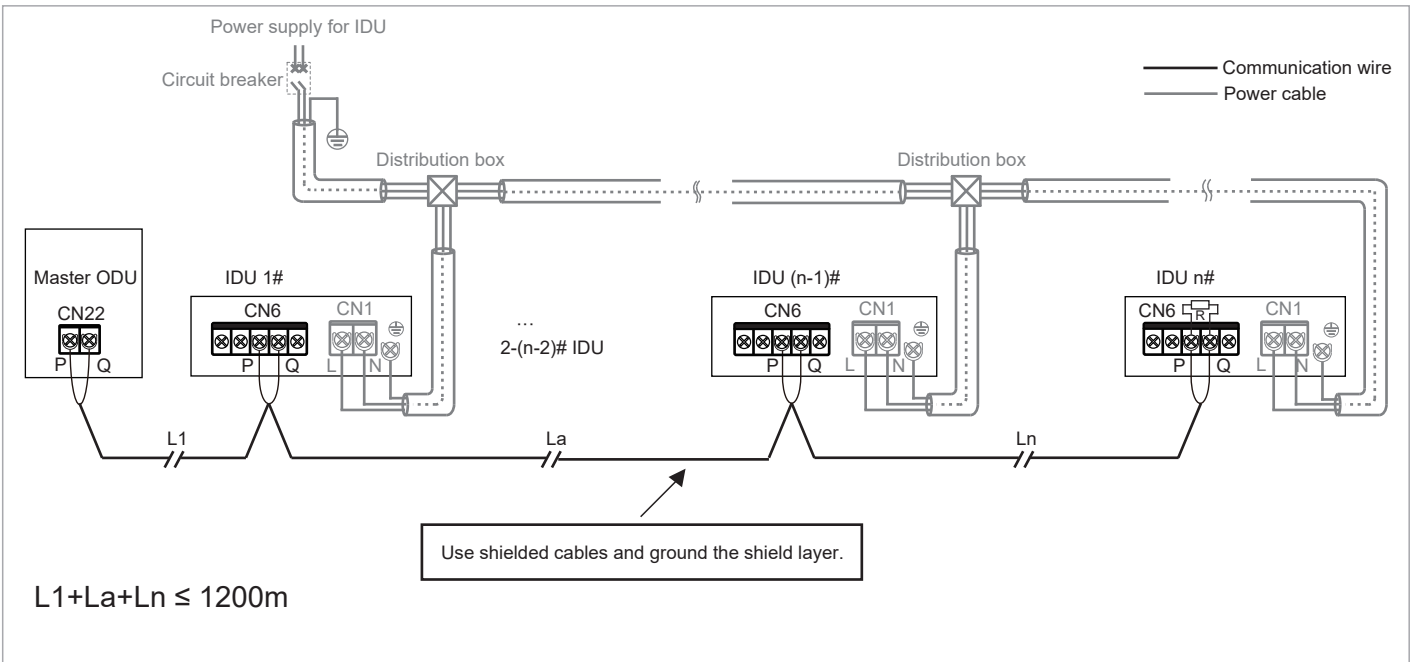 Power supply for IDU
Circuit breaker
Communication wire
Power cable
Distribution box
Distribution box
Master ODU
CN22
P Q
IDU 1#
CN6
CN1
P Q
L N
...
2-(n-2)# IDU
IDU (n-1)#
CN6
CN1
P Q
L N
IDU n#
CN6
R
CN1
P Q
L N
L1
La
Ln
Use shielded cables and ground the shield layer.
L1+La+Ln ≤ 1200m